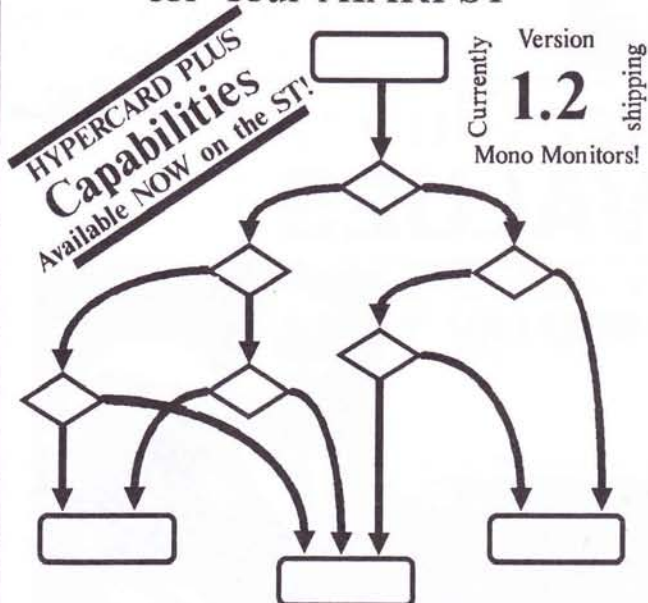 HYPERCARD PLUS
Capabilities
Available NOW on the ST!
Currently
Version
1.2
shipping
Mono Monitors!